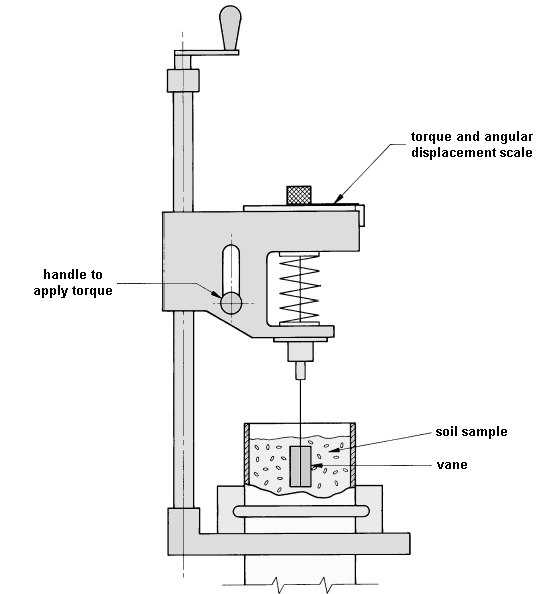 torque and angular
displacement scale
handle to
apply torque
soil sample
vane